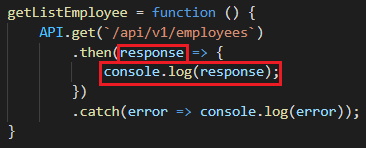 getListEmployee = function () {
API.get(`/api/v1/employees`)
.then(response => {
console.log(response);
})
.catch(error => console.log(error));
}